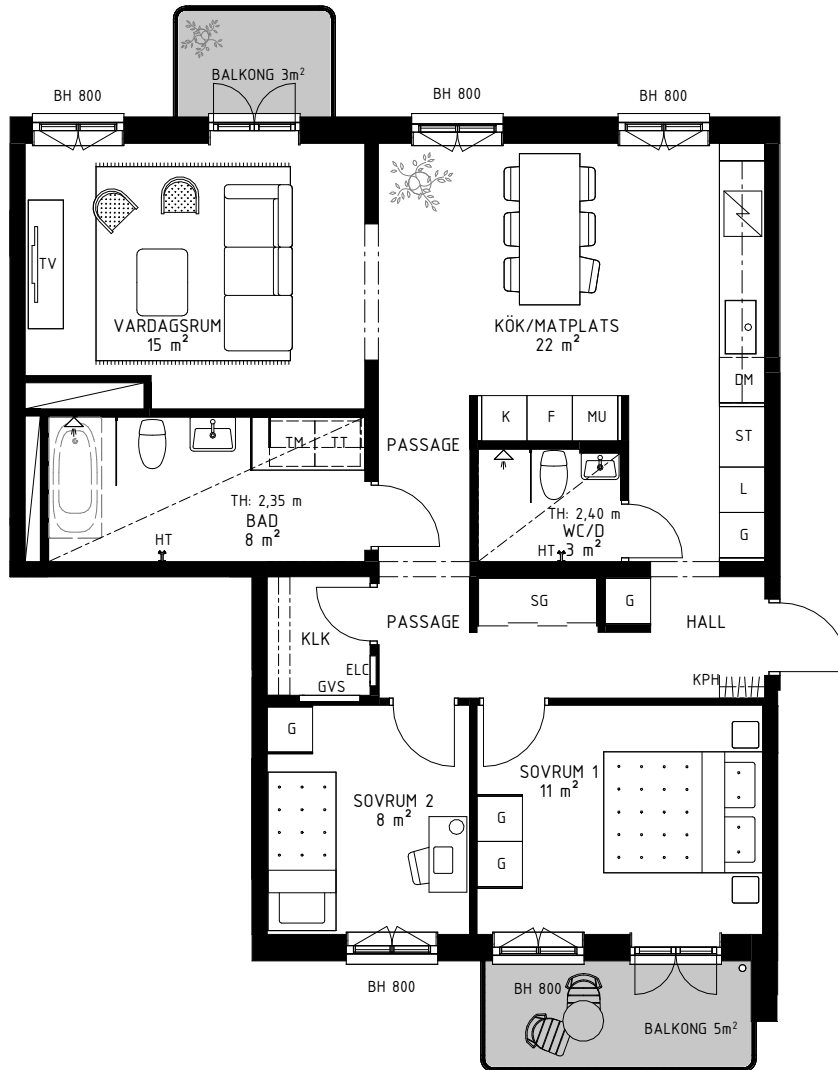 BALKONG 3m²
BH 800
BH 800
BH 800
TV
VARDAGSRUM
15 m²
KÖK/MATPLATS
22 m²
DM
K
F
MU
ST
L
G
TM
TT
PASSAGE
TH: 2,35 m
BAD
8 m²
HT
TH: 2,40 m
WC/D
3 m²
HT
PASSAGE
SG
G
HALL
KLK
ELC
GVS
KPH
G
SOVRUM 2
8 m²
SOVRUM 1
11 m²
G
G
BH 800
BH 800
BALKONG 5m²